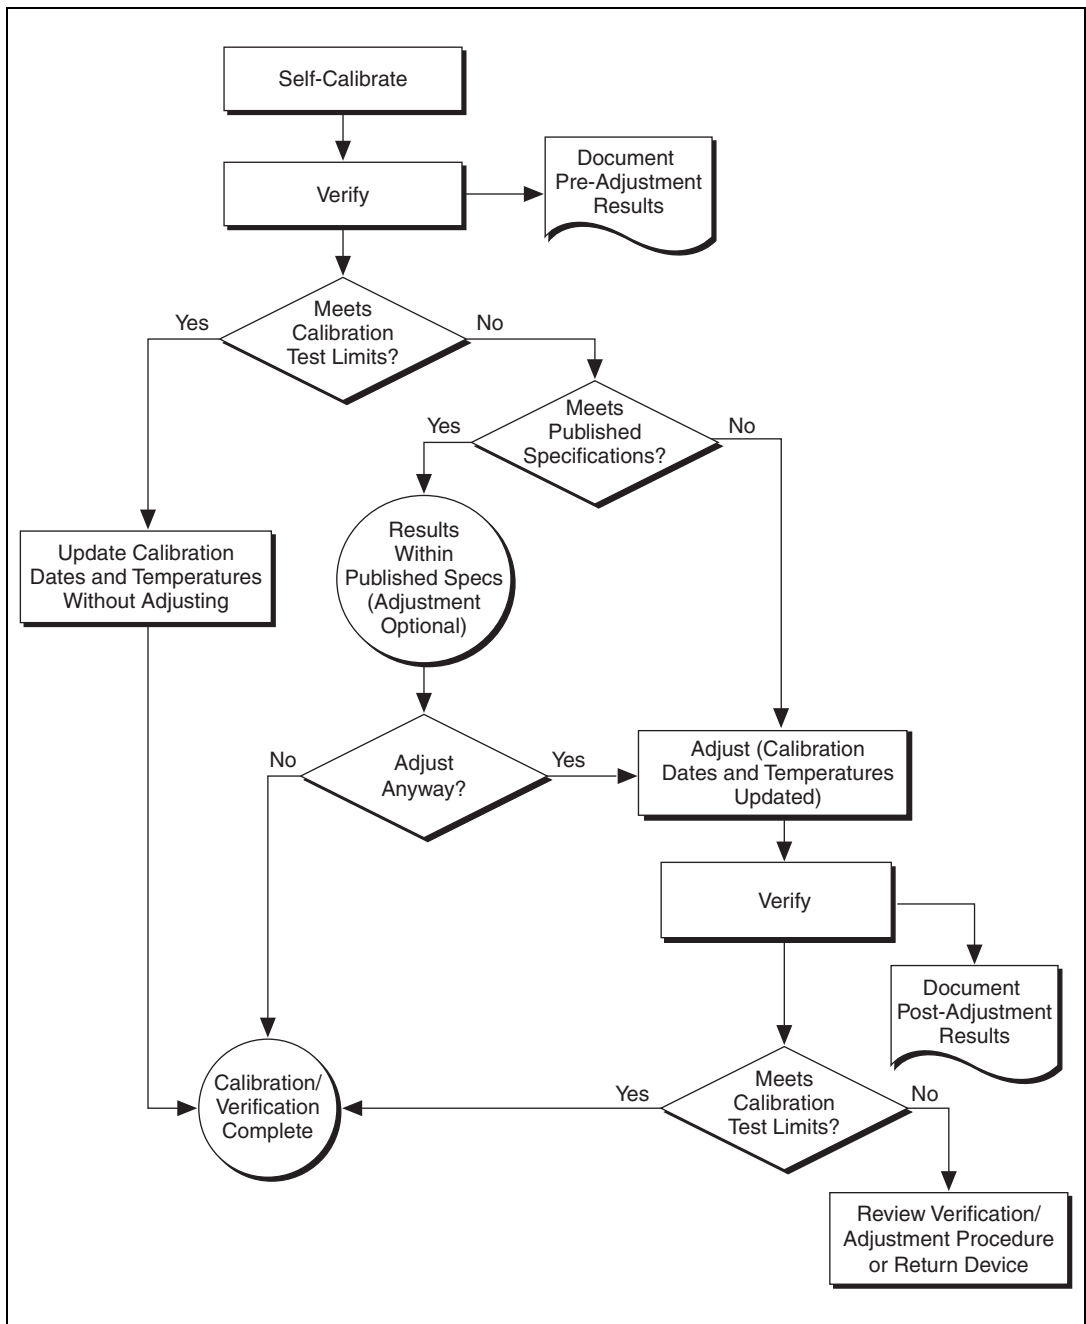 Self-Calibrate
Verify
Document
Pre-Adjustment
Results
Meets
Calibration
Test Limits?
Yes
No
Meets
Published
Specifications?
Yes
No
Update Calibration
Dates and Temperatures
Without Adjusting
Results
Within
Published Specs
(Adjustment
Optional)
Adjust
Anyway?
No
Yes
Adjust (Calibration
Dates and Temperatures
Updated)
Verify
Document
Post-Adjustment
Results
Calibration/
Verification
Complete
Yes
Meets
Calibration
Test Limits?
No
Review Verification/
Adjustment Procedure
or Return Device